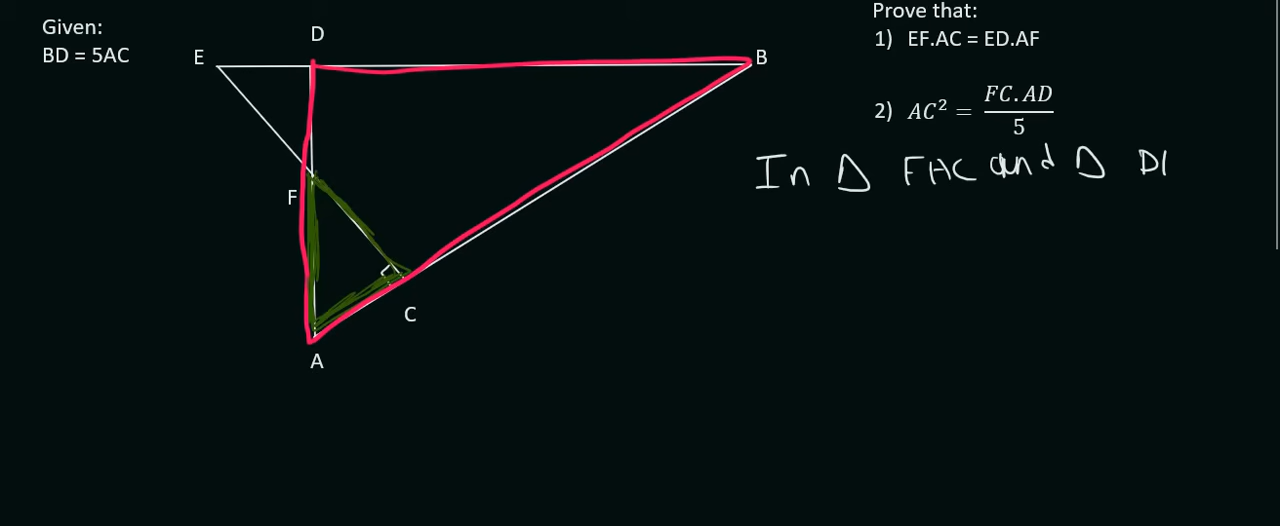 Given:
BD = 5AC
E
D
B
F
C
A
Prove that:
1) EF.AC = ED.AF
2) AC² = FC.AD / 5
In Δ FAC and Δ D